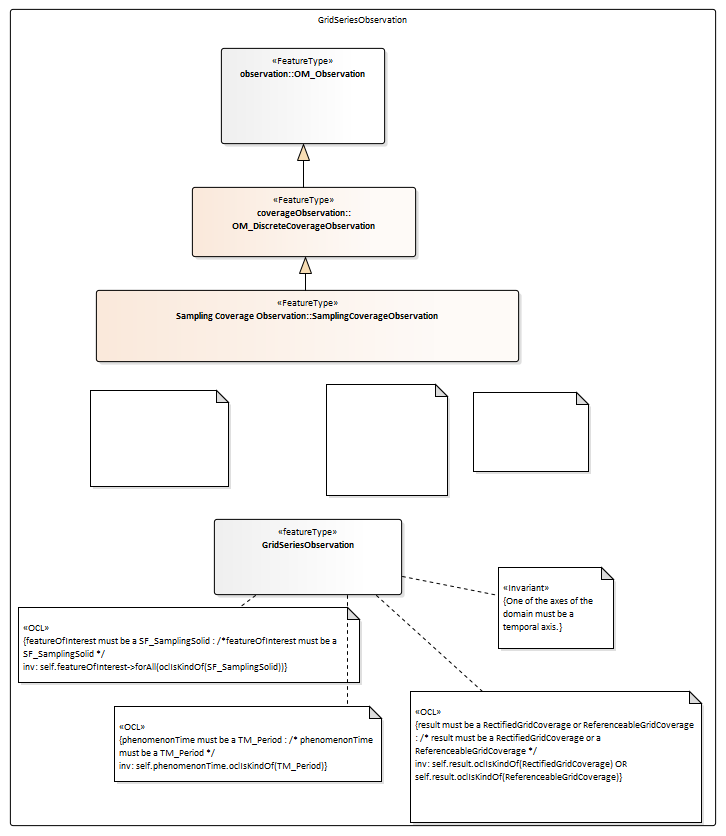 GridSeriesObservation
«FeatureType»
observation::OM_Observation
«FeatureType»
coverageObservation::
OM_DiscreteCoverageObservation
«FeatureType»
Sampling Coverage Observation::SamplingCoverageObservation
«featureType»
GridSeriesObservation
«Invariant»
{One of the axes of the
domain must be a
temporal axis.}
«OCL»
{featureOfInterest must be a SF_SamplingSolid : /*featureOfInterest must be a
SF_SamplingSolid */
inv: self.featureOfInterest->forAll(oclIsKindOf(SF_SamplingSolid))}
«OCL»
{phenomenonTime must be a TM_Period : /* phenomenonTime
must be a TM_Period */
inv: self.phenomenonTime.oclIsKindOf(TM_Period)}
«OCL»
{result must be a RectifiedGridCoverage or ReferenceableGridCoverage
: /* result must be a RectifiedGridCoverage or a
ReferenceableGridCoverage */
inv: self.result.oclIsKindOf(RectifiedGridCoverage) OR
self.result.oclIsKindOf(ReferenceableGridCoverage)}